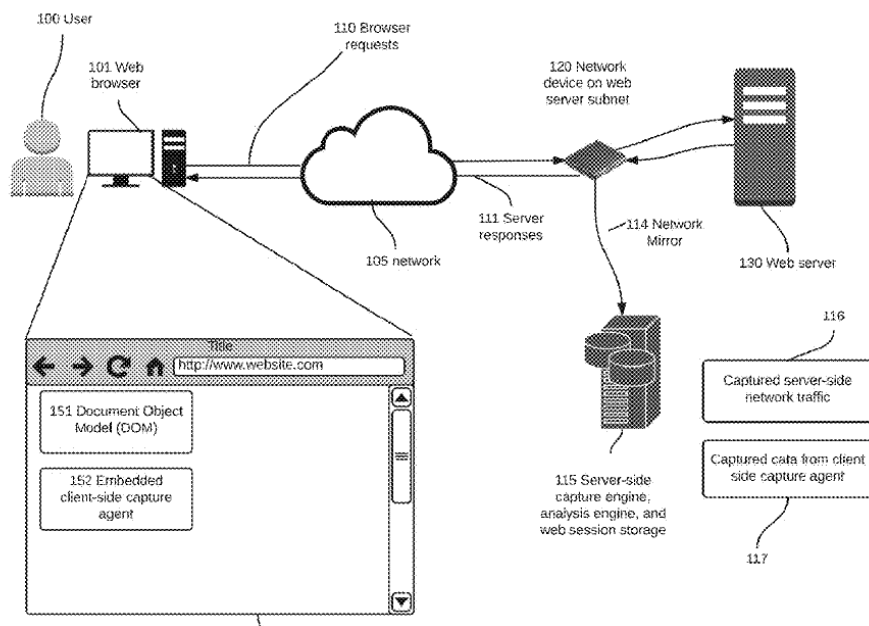 100 User
110 Browser
requests
101 Web
browser
120 Network
device on web
server subnet
111 Server
responses
114 Network
Mirror
105 network
130 Web server
Title
http://www.website.com
116
151 Document Object
Model (DOM)
Captured server-side
network traffic
152 Embedded
client-side capture
agent
115 Server-side
capture engine,
analysis engine, and
web session storage
Captured cata from client
side capture agent
117